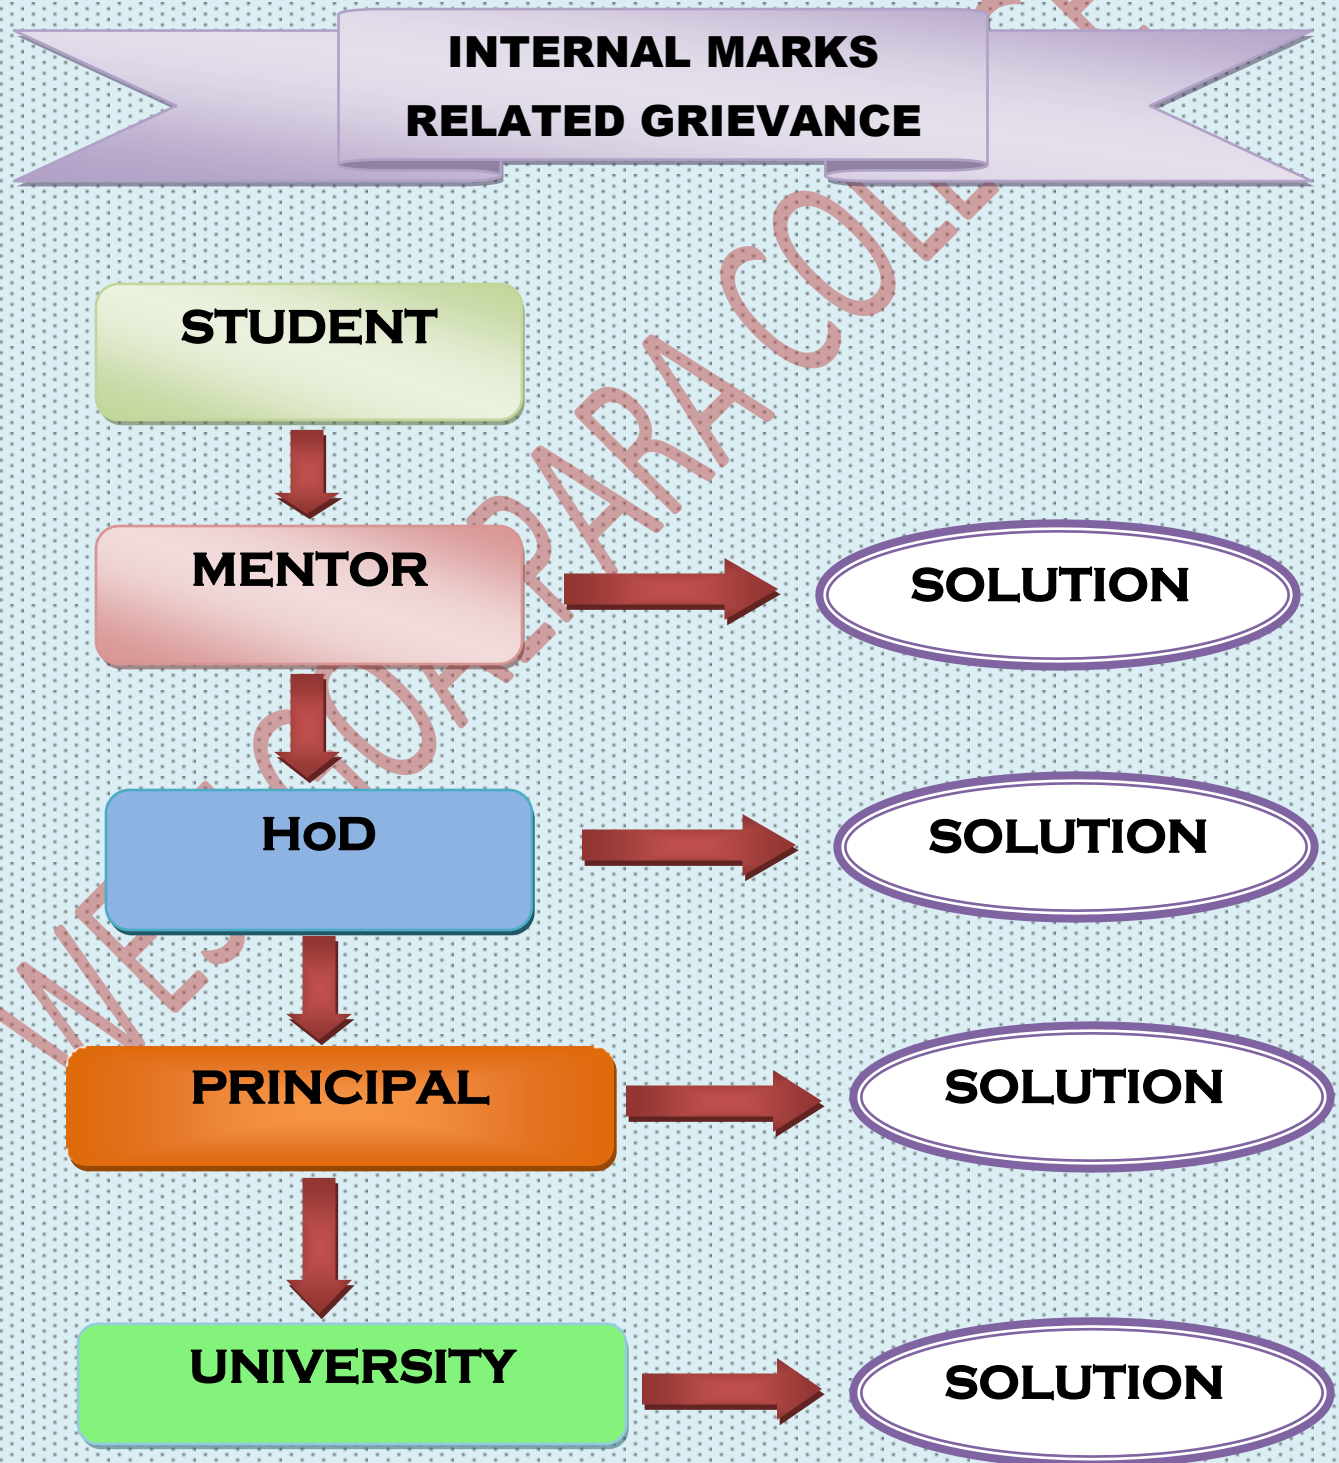 INTERNAL MARKS
RELATED GRIEVANCE
STUDENT
MENTOR
SOLUTION
HoD
SOLUTION
PRINCIPAL
SOLUTION
UNIVERSITY
SOLUTION